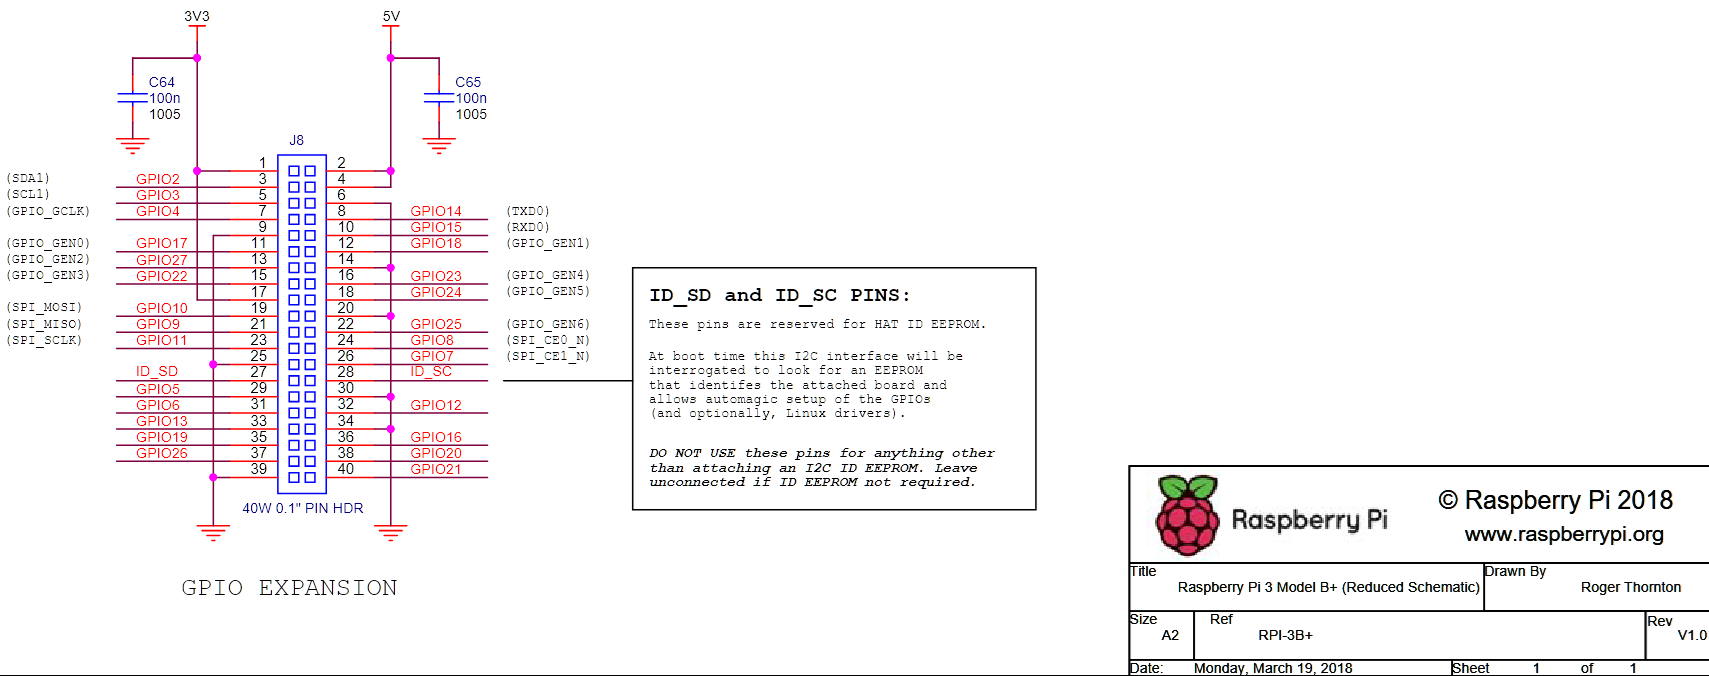 3V3
5V
C64
100n
1005
C65
100n
1005
J8
1 2
(SDA1) GPIO2 3 4
(SCL1) GPIO3 5 6
(GPIO_GCLK) GPIO4 7 8 GPIO14 (TXD0)
9 10 GPIO15 (RXD0)
(GPIO_GEN0) GPIO17 11 12 GPIO18 (GPIO_GEN1)
(GPIO_GEN2) GPIO27 13 14
(GPIO_GEN3) GPIO22 15 16 GPIO23 (GPIO_GEN4)
17 18 GPIO24 (GPIO_GEN5)
(SPI_MOSI) GPIO10 19 20
(SPI_MISO) GPIO9 21 22 GPIO25 (GPIO_GEN6)
(SPI_SCLK) GPIO11 23 24 GPIO8 (SPI_CE0_N)
25 26 GPIO7 (SPI_CE1_N)
ID_SD 27 28 ID_SC
GPIO5 29 30
GPIO6 31 32 GPIO12
GPIO13 33 34
GPIO19 35 36 GPIO16
GPIO26 37 38 GPIO20
39 40 GPIO21
40W 0.1" PIN HDR
GPIO EXPANSION
ID_SD and ID_SC PINS:
These pins are reserved for HAT ID EEPROM.
At boot time this I2C interface will be
interrogated to look for an EEPROM
that identifes the attached board and
allows automagic setup of the GPIOs
(and optionally, Linux drivers).
DO NOT USE these pins for anything other
than attaching an I2C ID EEPROM. Leave
unconnected if ID EEPROM not required.
Raspberry Pi
© Raspberry Pi 2018
www.raspberrypi.org
Title
Raspberry Pi 3 Model B+ (Reduced Schematic)
Drawn By
Roger Thornton
Size
A2
Ref
RPI-3B+
Rev
V1.0
Date: Monday, March 19, 2018
Sheet 1 of 1